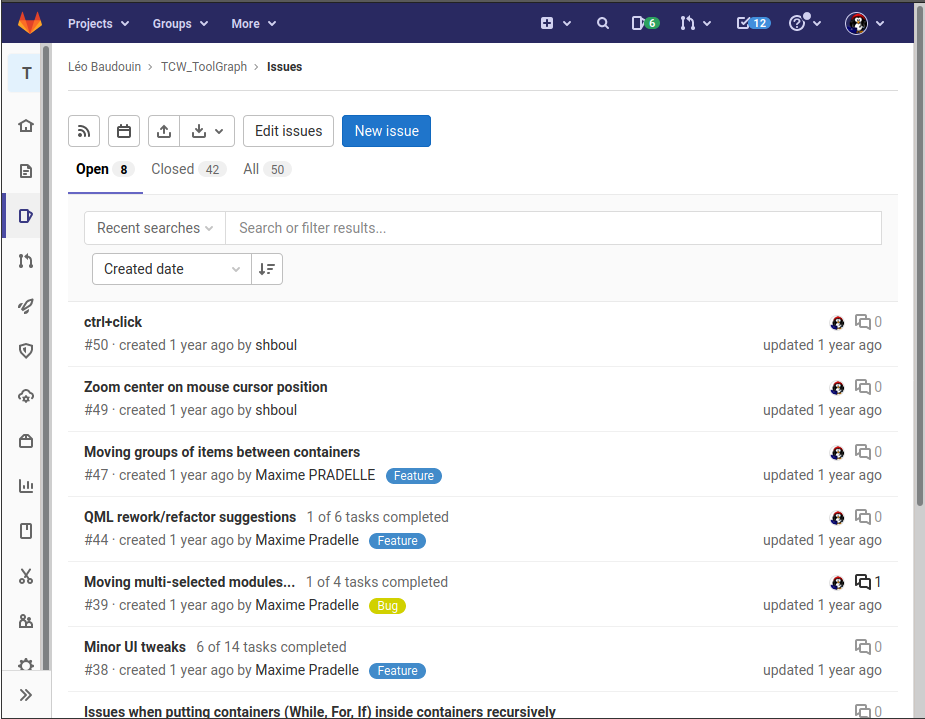 Projects Groups More 6 12
T
Léo Baudouin › TCW_ToolGraph › Issues
Edit issues New issue
Open 8 Closed 42 All 50
Recent searches Search or filter results...
Created date
ctrl+click 0
#50 · created 1 year ago by shboul updated 1 year ago
Zoom center on mouse cursor position 0
#49 · created 1 year ago by shboul updated 1 year ago
Moving groups of items between containers 0
#47 · created 1 year ago by Maxime PRADELLE Feature updated 1 year ago
QML rework/refactor suggestions 1 of 6 tasks completed 0
#44 · created 1 year ago by Maxime Pradelle Feature updated 1 year ago
Moving multi-selected modules... 1 of 4 tasks completed 1
#39 · created 1 year ago by Maxime Pradelle Bug updated 1 year ago
Minor UI tweaks 6 of 14 tasks completed 0
#38 · created 1 year ago by Maxime Pradelle Feature updated 1 year ago
Issues when putting containers (While, For, If) inside containers recursively 0